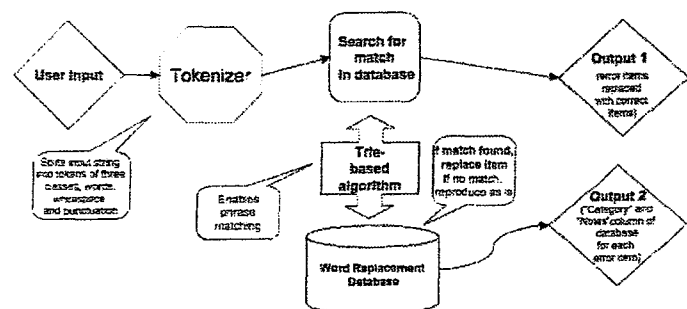 User Input
Tokenizer
Search for
match
in database
Output 1
(error items
replaced
with correct
items)
Splits input string
into tokens of three
classes, words,
whitespace
and punctuation
Enables
phrase
matching
Trie-
based
algorithm
If match found,
replace item
If no match,
reproduce as is
Word Replacement
Database
Output 2
("Category" and
"Notes" column of
database
for each
error item)